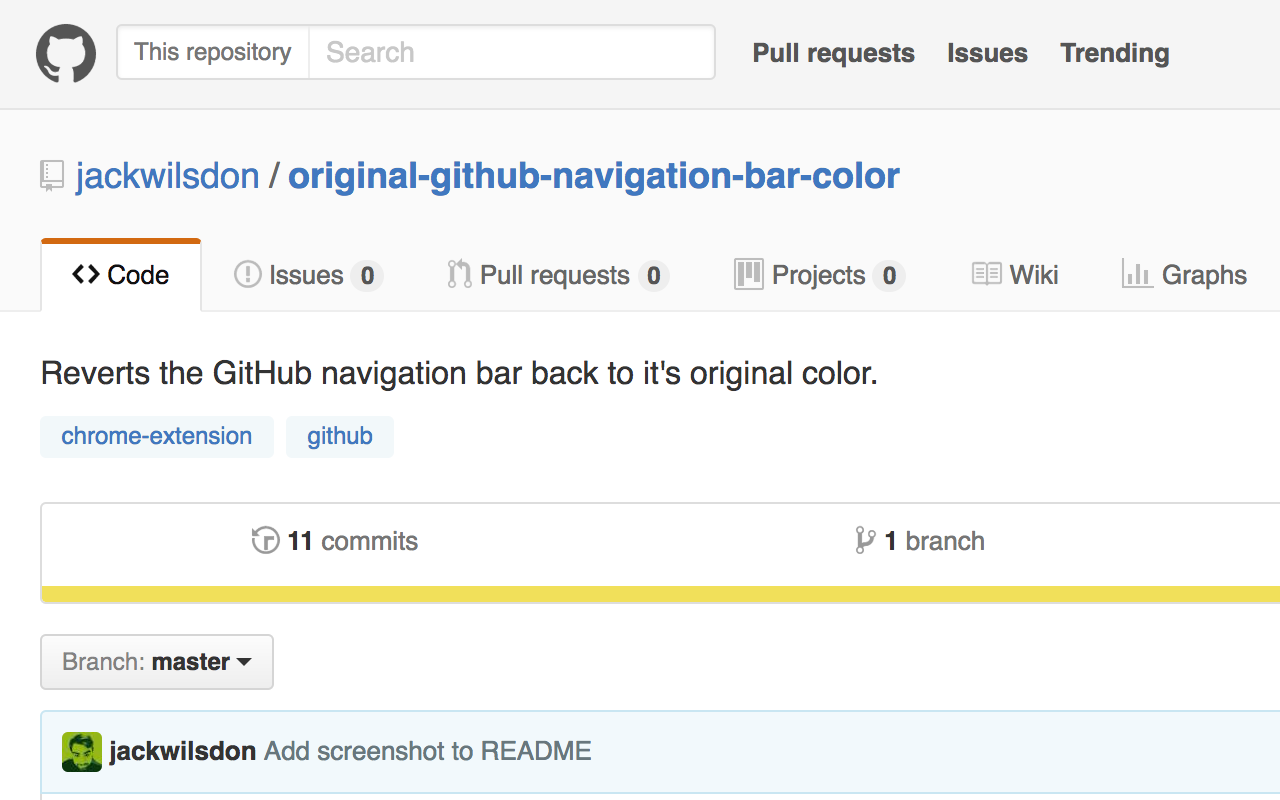 This repository Search Pull requests Issues Trending
jackwilsdon / original-github-navigation-bar-color
Code Issues 0 Pull requests 0 Projects 0 Wiki Graphs
Reverts the GitHub navigation bar back to it's original color.
chrome-extension github
11 commits 1 branch
Branch: master
jackwilsdon Add screenshot to README